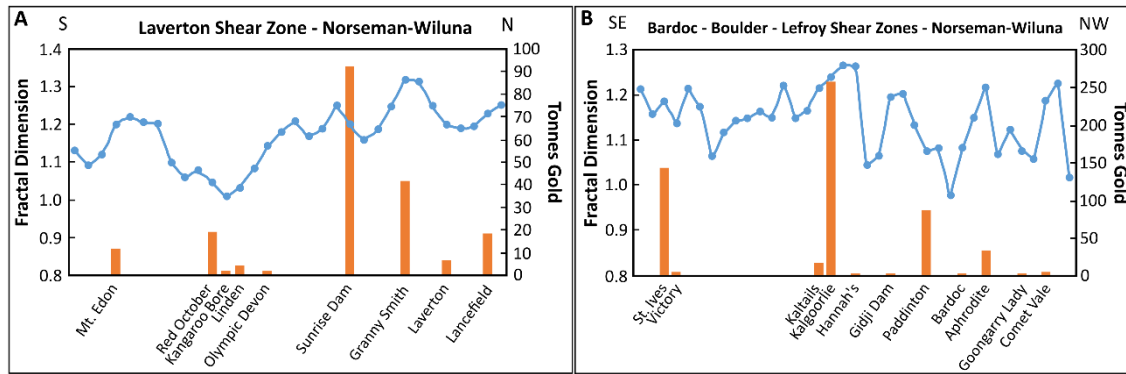 A
S
Laverton Shear Zone - Norseman-Wiluna
N
Fractal Dimension
1.4
1.3
1.2
1.1
1.0
0.9
0.8
100
90
80
70
60
50
40
30
20
10
0
Tonnes Gold
Mt. Edon
Red October
Kangaroo Bore
Linden
Olympic Devon
Sunrise Dam
Granny Smith
Laverton
Lancefield
B
SE
Bardoc - Boulder - Lefroy Shear Zones - Norseman-Wiluna
NW
Fractal Dimension
1.3
1.2
1.1
1.0
0.9
0.8
300
250
200
150
100
50
0
Tonnes Gold
St. Ives
Victory
Kaltails
Kalgoorlie
Hannah's
Gidji Dam
Paddinton
Bardoc
Aphrodite
Goongarry Lady
Comet Vale